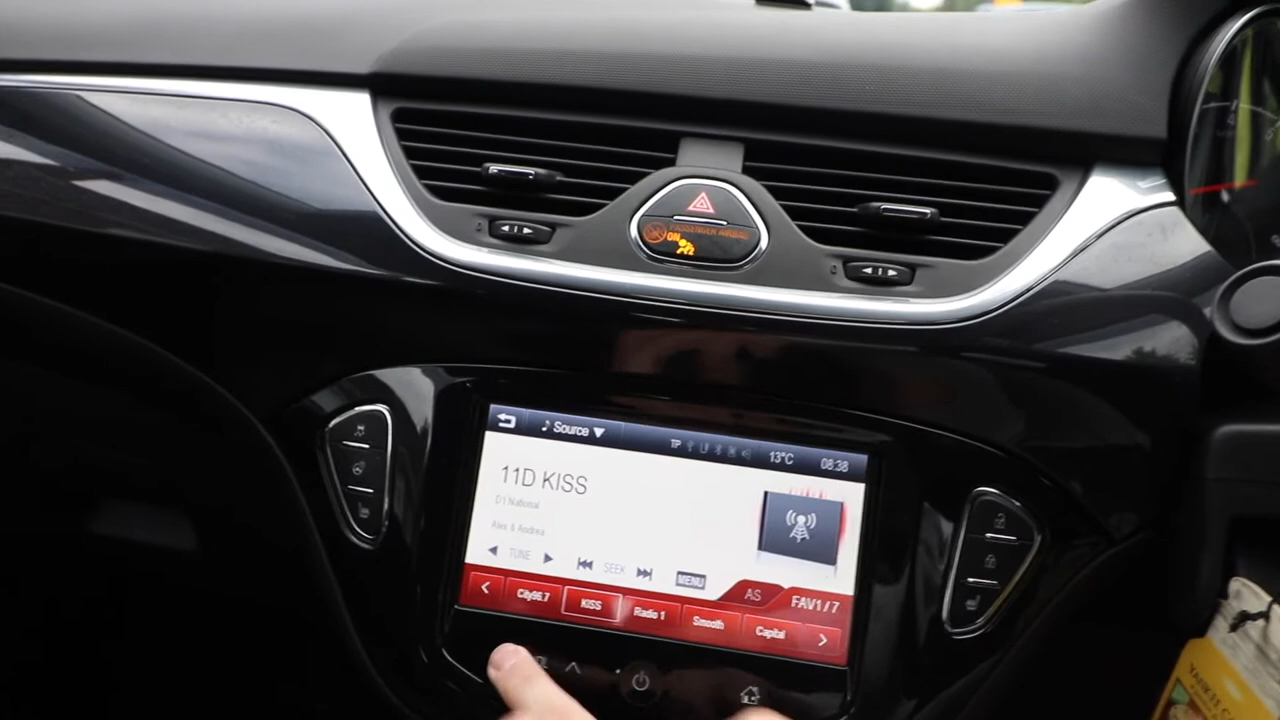 PASSENGER AIRBAG
ON
Source
TP
13°C
08:38
11D KISS
D1 National
Alex & Andrea
TUNE
SEEK
MENU
AS
FAV1/7
City96.7
KISS
Radio 1
Smooth
Capital